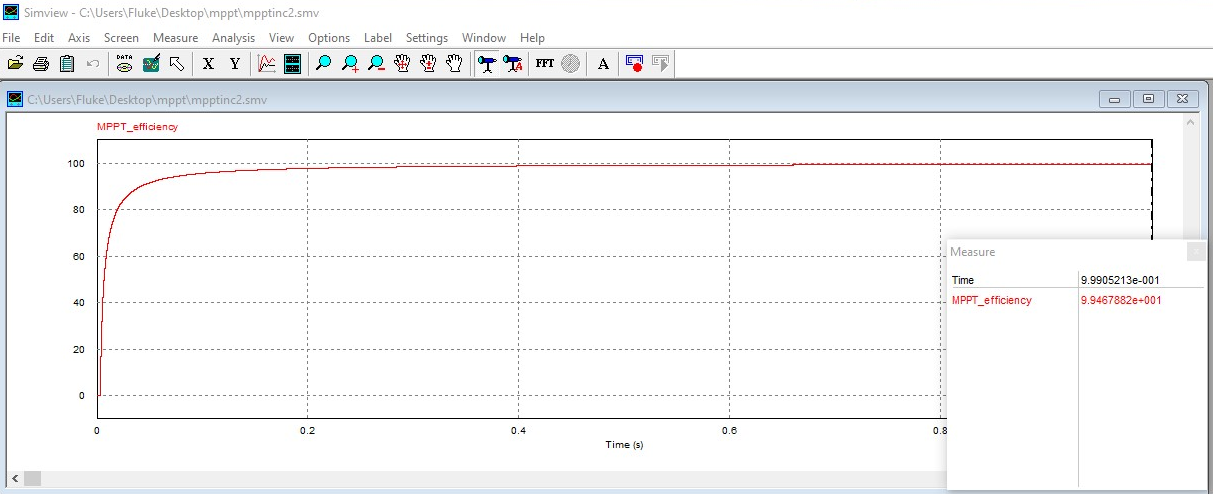 Simview - C:\Users\Fluke\Desktop\mppt\mpptinc2.smv
File Edit Axis Screen Measure Analysis View Options Label Settings Window Help
DATA X Y FFT A A
C:\Users\Fluke\Desktop\mppt\mpptinc2.smv
MPPT_efficiency
100
80
60
40
20
0
0 0.2 0.4 0.6 0.8
Time (s)
Measure
Time 9.9905213e-001
MPPT_efficiency 9.9467882e+001